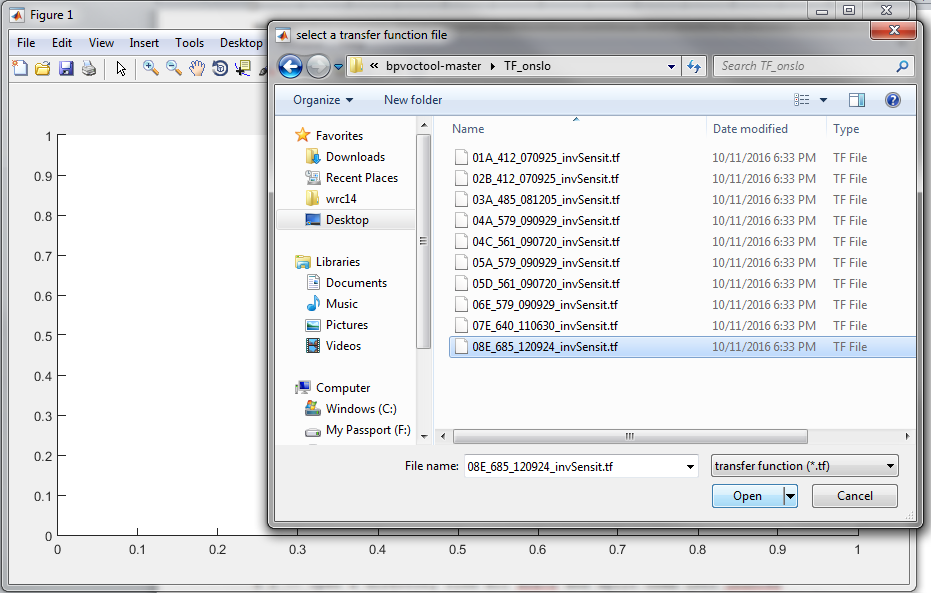 Figure 1
File Edit View Insert Tools Desktop
select a transfer function file
« bpvoctool-master TF_onslo
Search TF_onslo
Organize New folder
Favorites
Downloads
Recent Places
wrc14
Desktop
Libraries
Documents
Music
Pictures
Videos
Computer
Windows (C:)
My Passport (F:)
Name Date modified Type
01A_412_070925_invSensit.tf 10/11/2016 6:33 PM TF File
02B_412_070925_invSensit.tf 10/11/2016 6:33 PM TF File
03A_485_081205_invSensit.tf 10/11/2016 6:33 PM TF File
04A_579_090929_invSensit.tf 10/11/2016 6:33 PM TF File
04C_561_090720_invSensit.tf 10/11/2016 6:33 PM TF File
05A_579_090929_invSensit.tf 10/11/2016 6:33 PM TF File
05D_561_090720_invSensit.tf 10/11/2016 6:33 PM TF File
06E_579_090929_invSensit.tf 10/11/2016 6:33 PM TF File
07E_640_110630_invSensit.tf 10/11/2016 6:33 PM TF File
08E_685_120924_invSensit.tf 10/11/2016 6:33 PM TF File
File name: 08E_685_120924_invSensit.tf
transfer function (*.tf)
Open Cancel
1
0.9
0.8
0.7
0.6
0.5
0.4
0.3
0.2
0.1
0
0 0.1 0.2 0.3 0.4 0.5 0.6 0.7 0.8 0.9 1